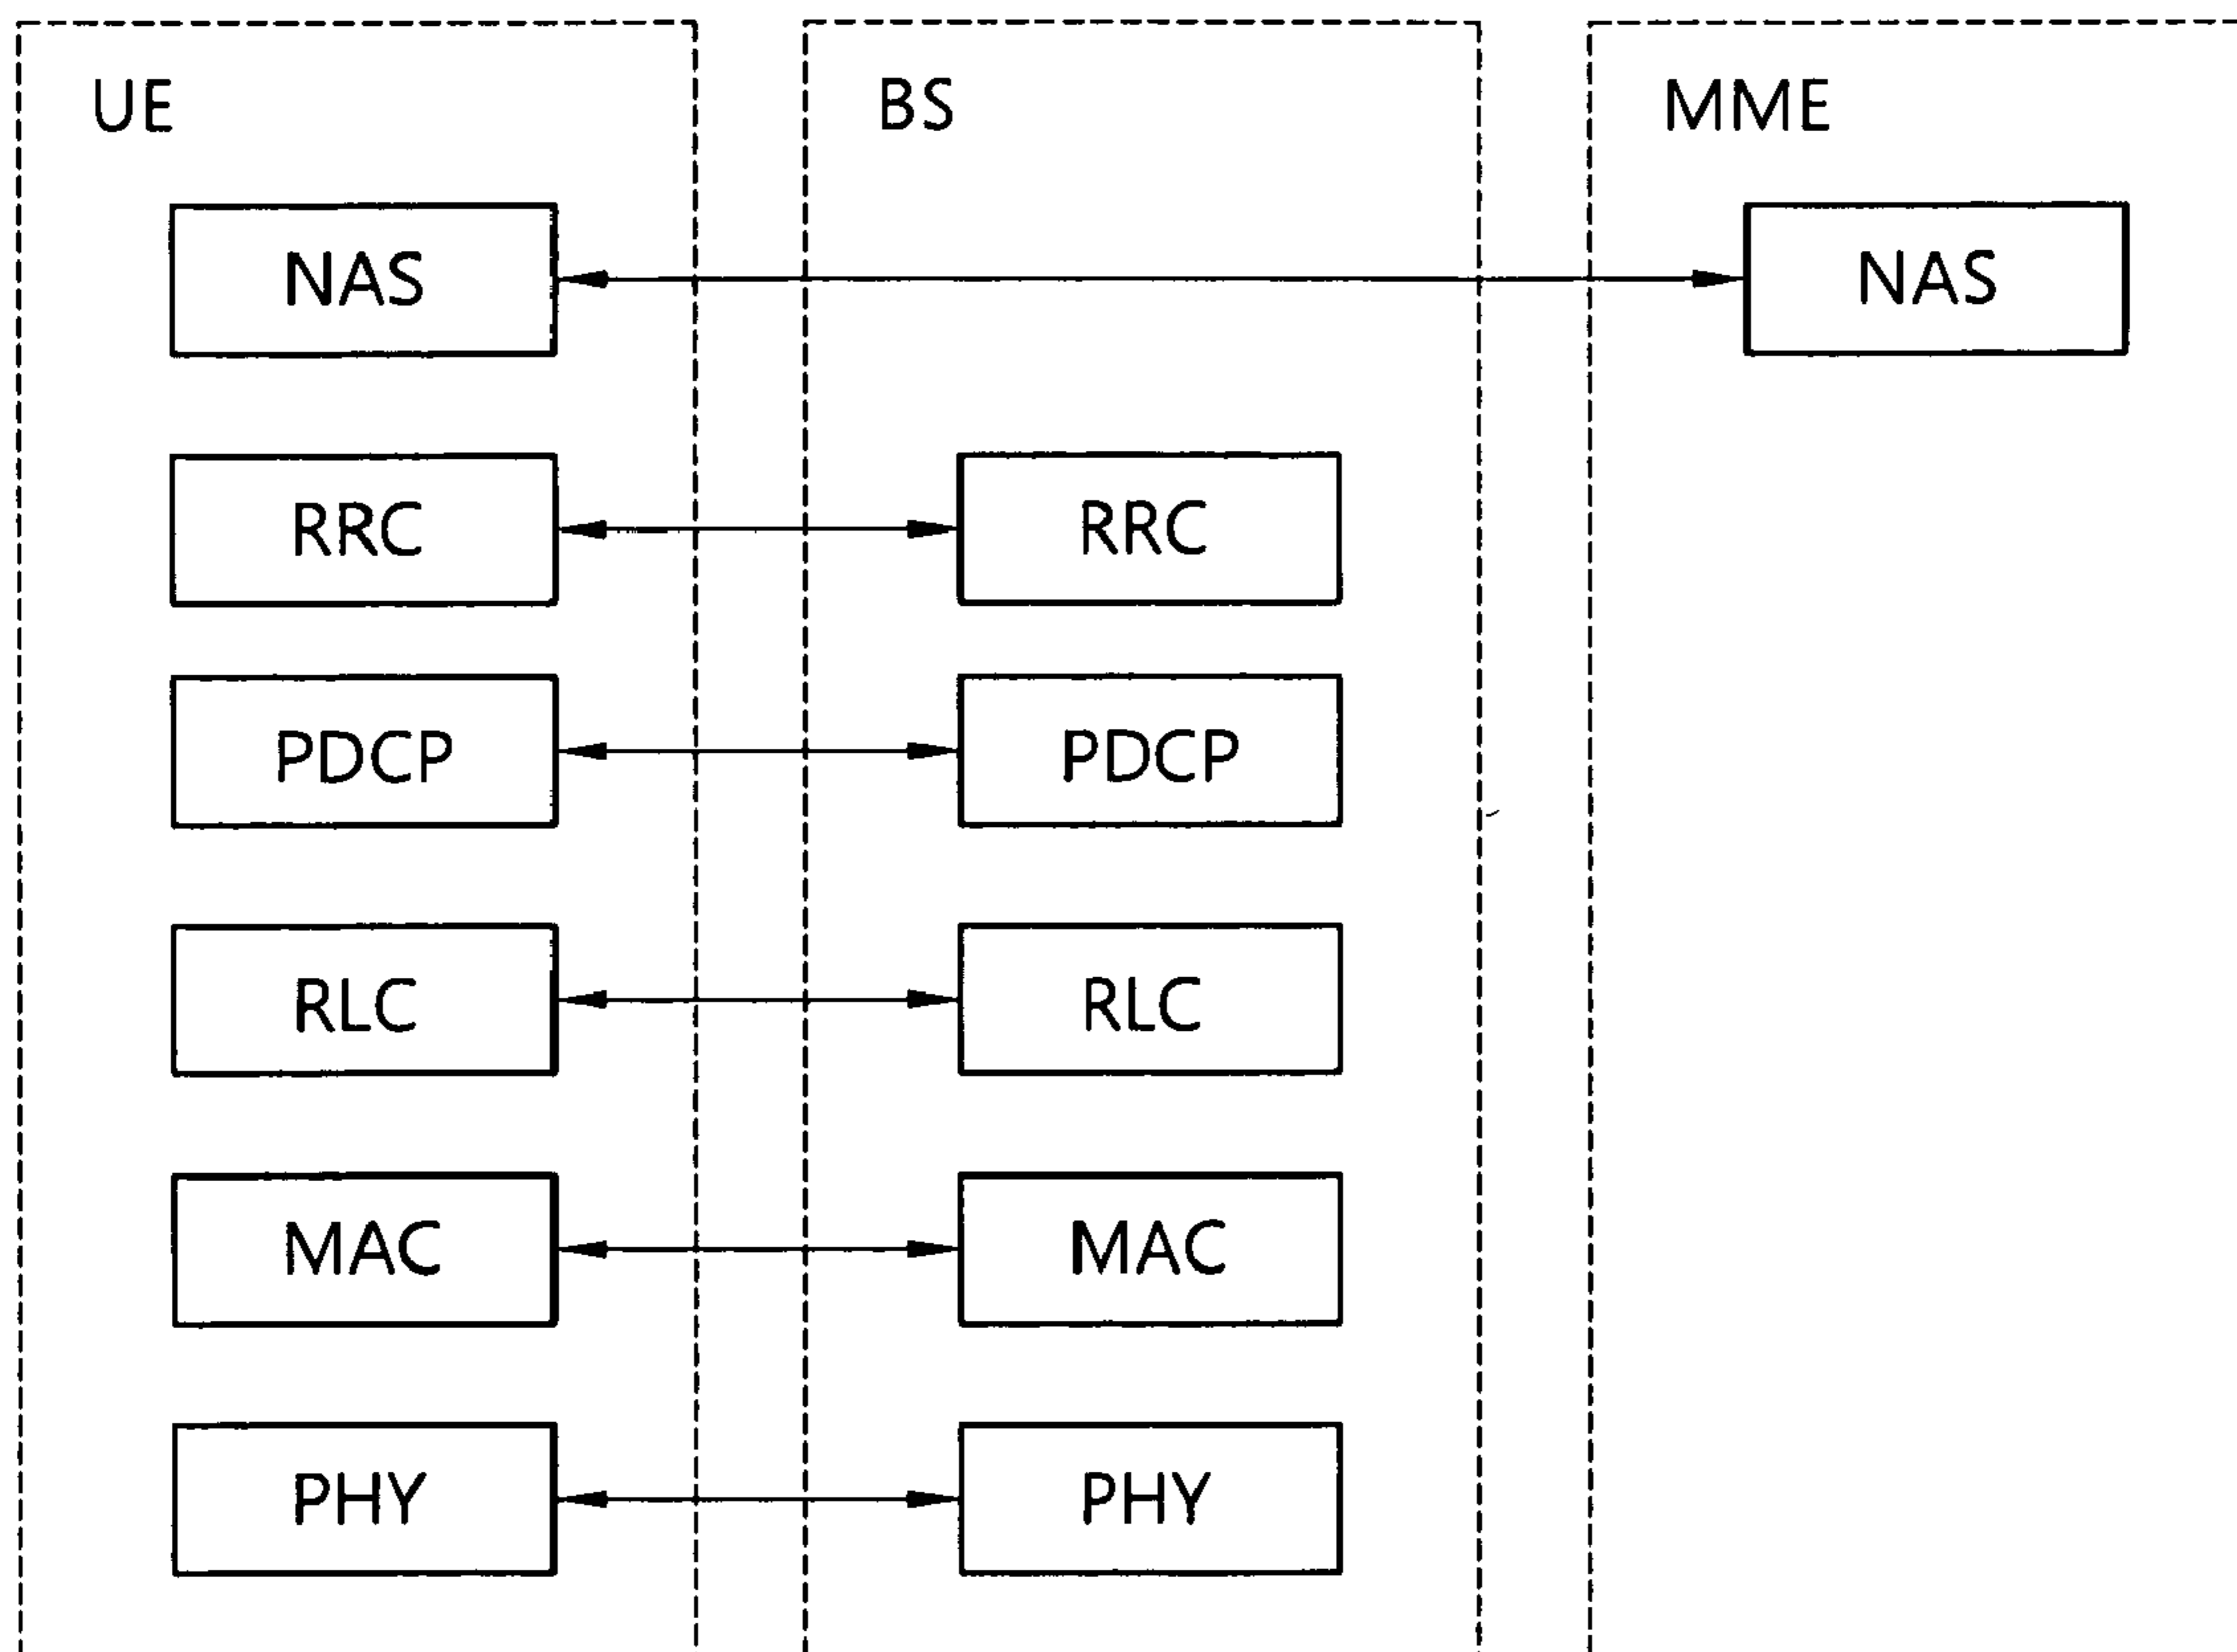 UE BS MME
NAS NAS
RRC RRC
PDCP PDCP
RLC RLC
MAC MAC
PHY PHY